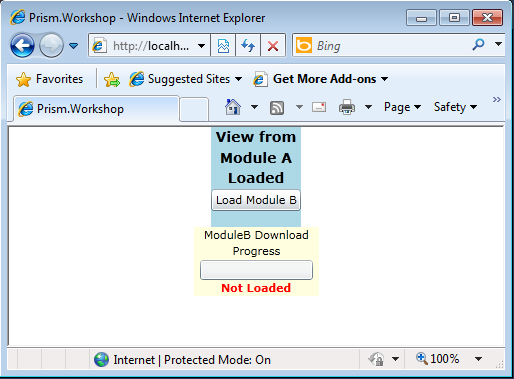 Prism.Workshop - Windows Internet Explorer
http://localh...
Bing
Favorites
Suggested Sites
Get More Add-ons
Prism.Workshop
Page
Safety
»
View from
Module A
Loaded
Load Module B
ModuleB Download
Progress
Not Loaded
Internet | Protected Mode: On
100%